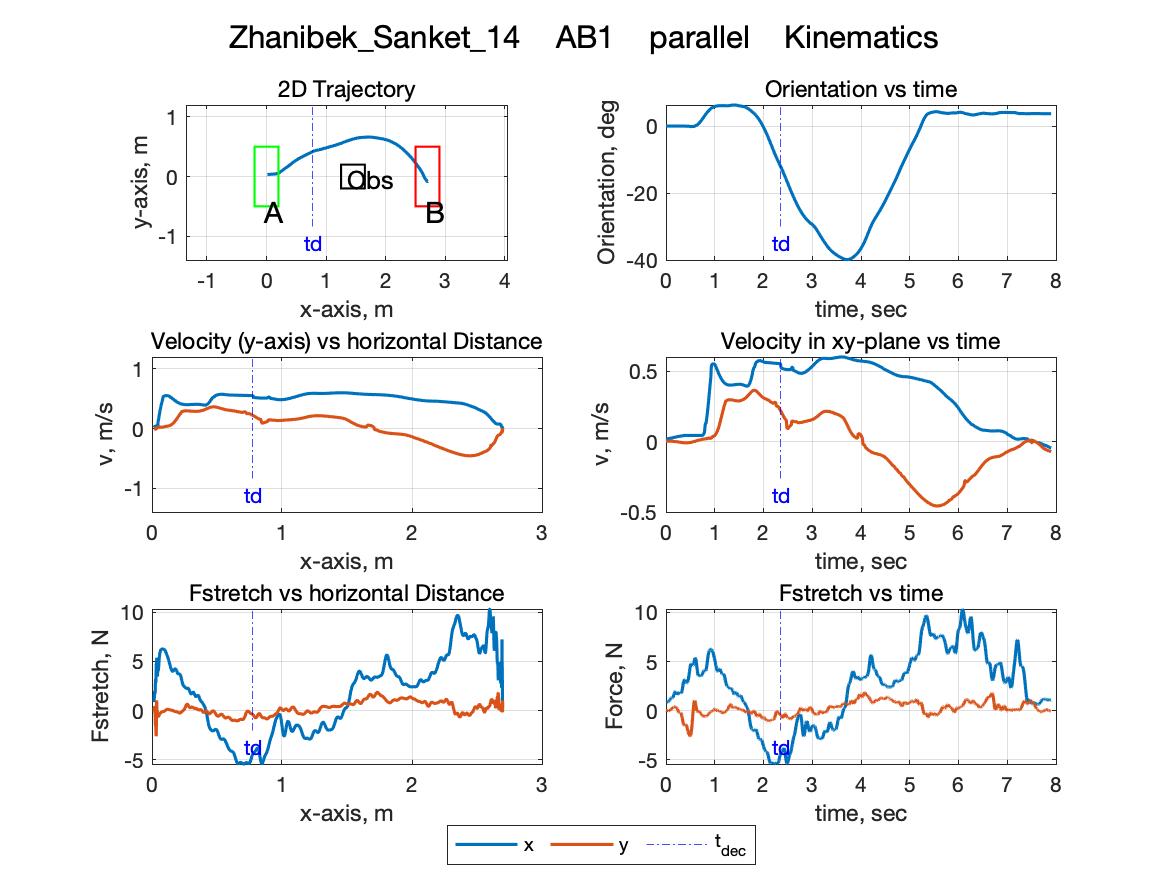 Zhanibek_Sanket_14 AB1 parallel Kinematics
2D Trajectory
1
0
-1
y-axis, m
A
td
Obs
B
-1 0 1 2 3 4
x-axis, m
Orientation vs time
0
-20
-40
Orientation, deg
td
0 1 2 3 4 5 6 7 8
time, sec
Velocity (y-axis) vs horizontal Distance
1
0
-1
v, m/s
td
0 1 2 3
x-axis, m
Velocity in xy-plane vs time
0.5
0
-0.5
v, m/s
td
0 1 2 3 4 5 6 7 8
time, sec
Fstretch vs horizontal Distance
10
5
0
-5
Fstretch, N
td
0 1 2 3
x-axis, m
Fstretch vs time
10
5
0
-5
Force, N
td
0 1 2 3 4 5 6 7 8
time, sec
x y t_dec